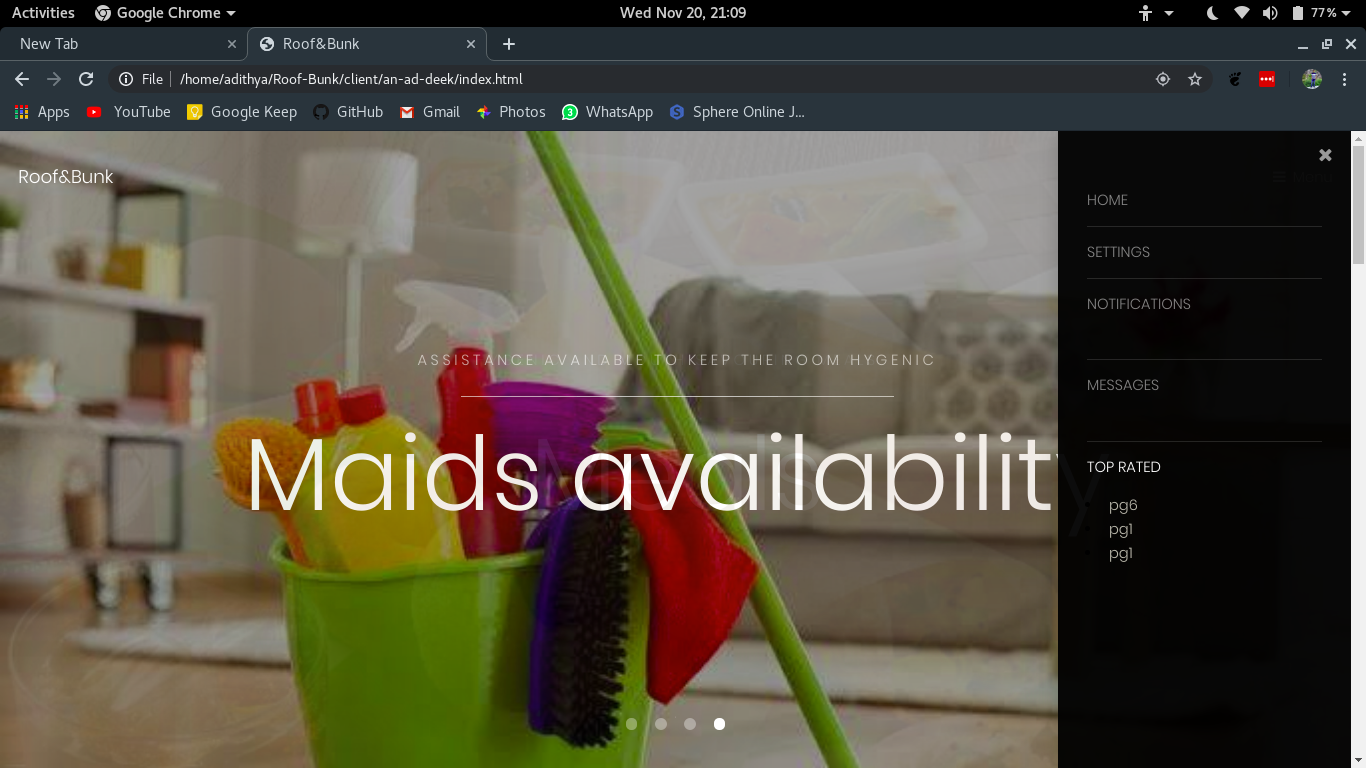 Activities Google Chrome Wed Nov 20, 21:09 77%
New Tab Roof&Bunk
File /home/adithya/Roof-Bunk/client/an-ad-deek/index.html
Apps YouTube Google Keep GitHub Gmail Photos 3 WhatsApp Sphere Online J...
Roof&Bunk
ASSISTANCE AVAILABLE TO KEEP THE ROOM HYGENIC
Maids availability
HOME
SETTINGS
NOTIFICATIONS
MESSAGES
TOP RATED
pg6
pg1
pg1